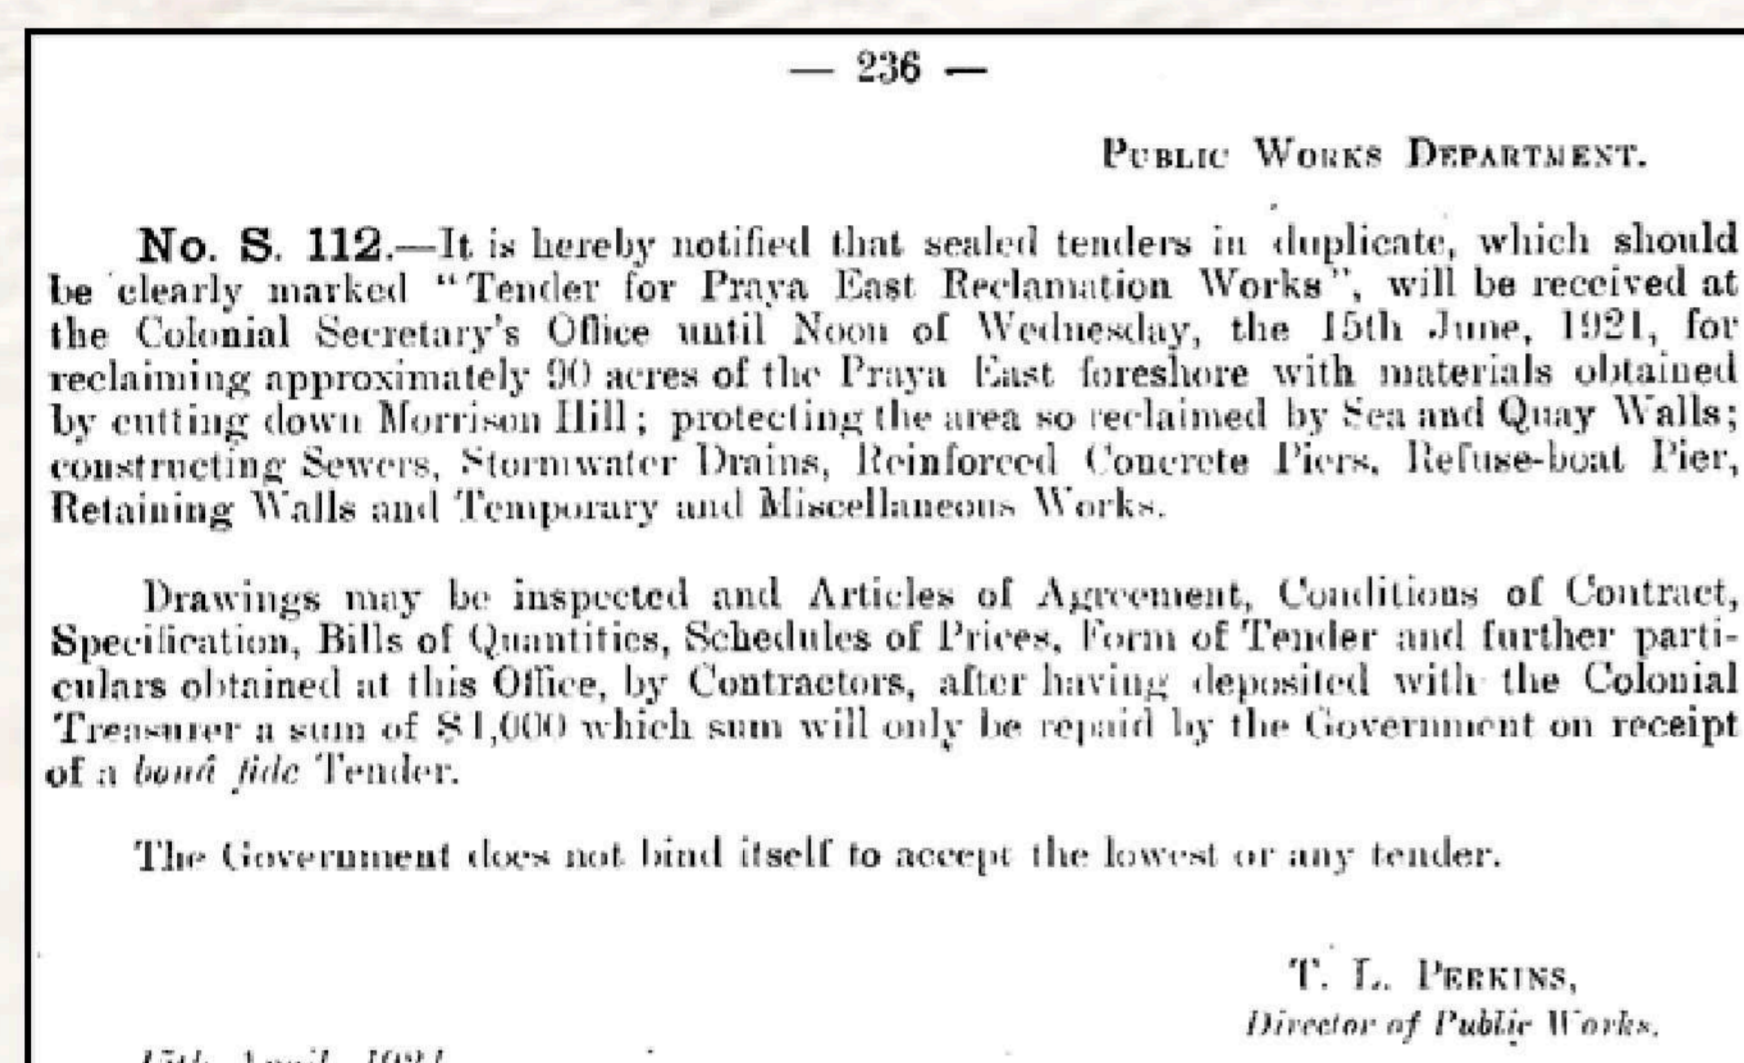 — 236 —
PUBLIC WORKS DEPARTMENT.
No. S. 112.—It is hereby notified that sealed tenders in duplicate, which should
be clearly marked “Tender for Praya East Reclamation Works”, will be received at
the Colonial Secretary's Office until Noon of Wednesday, the 15th June, 1921, for
reclaiming approximately 90 acres of the Praya East foreshore with materials obtained
by cutting down Morrison Hill; protecting the area so reclaimed by Sea and Quay Walls;
constructing Sewers, Stormwater Drains, Reinforced Concrete Piers, Refuse-boat Pier,
Retaining Walls and Temporary and Miscellaneous Works.
Drawings may be inspected and Articles of Agreement, Conditions of Contract,
Specification, Bills of Quantities, Schedules of Prices, Form of Tender and further parti-
culars obtained at this Office, by Contractors, after having deposited with the Colonial
Treasurer a sum of $1,000 which sum will only be repaid by the Government on receipt
of a bonâ fide Tender.
The Government does not bind itself to accept the lowest or any tender.
T. L. PERKINS,
Director of Public Works.
April, 1921